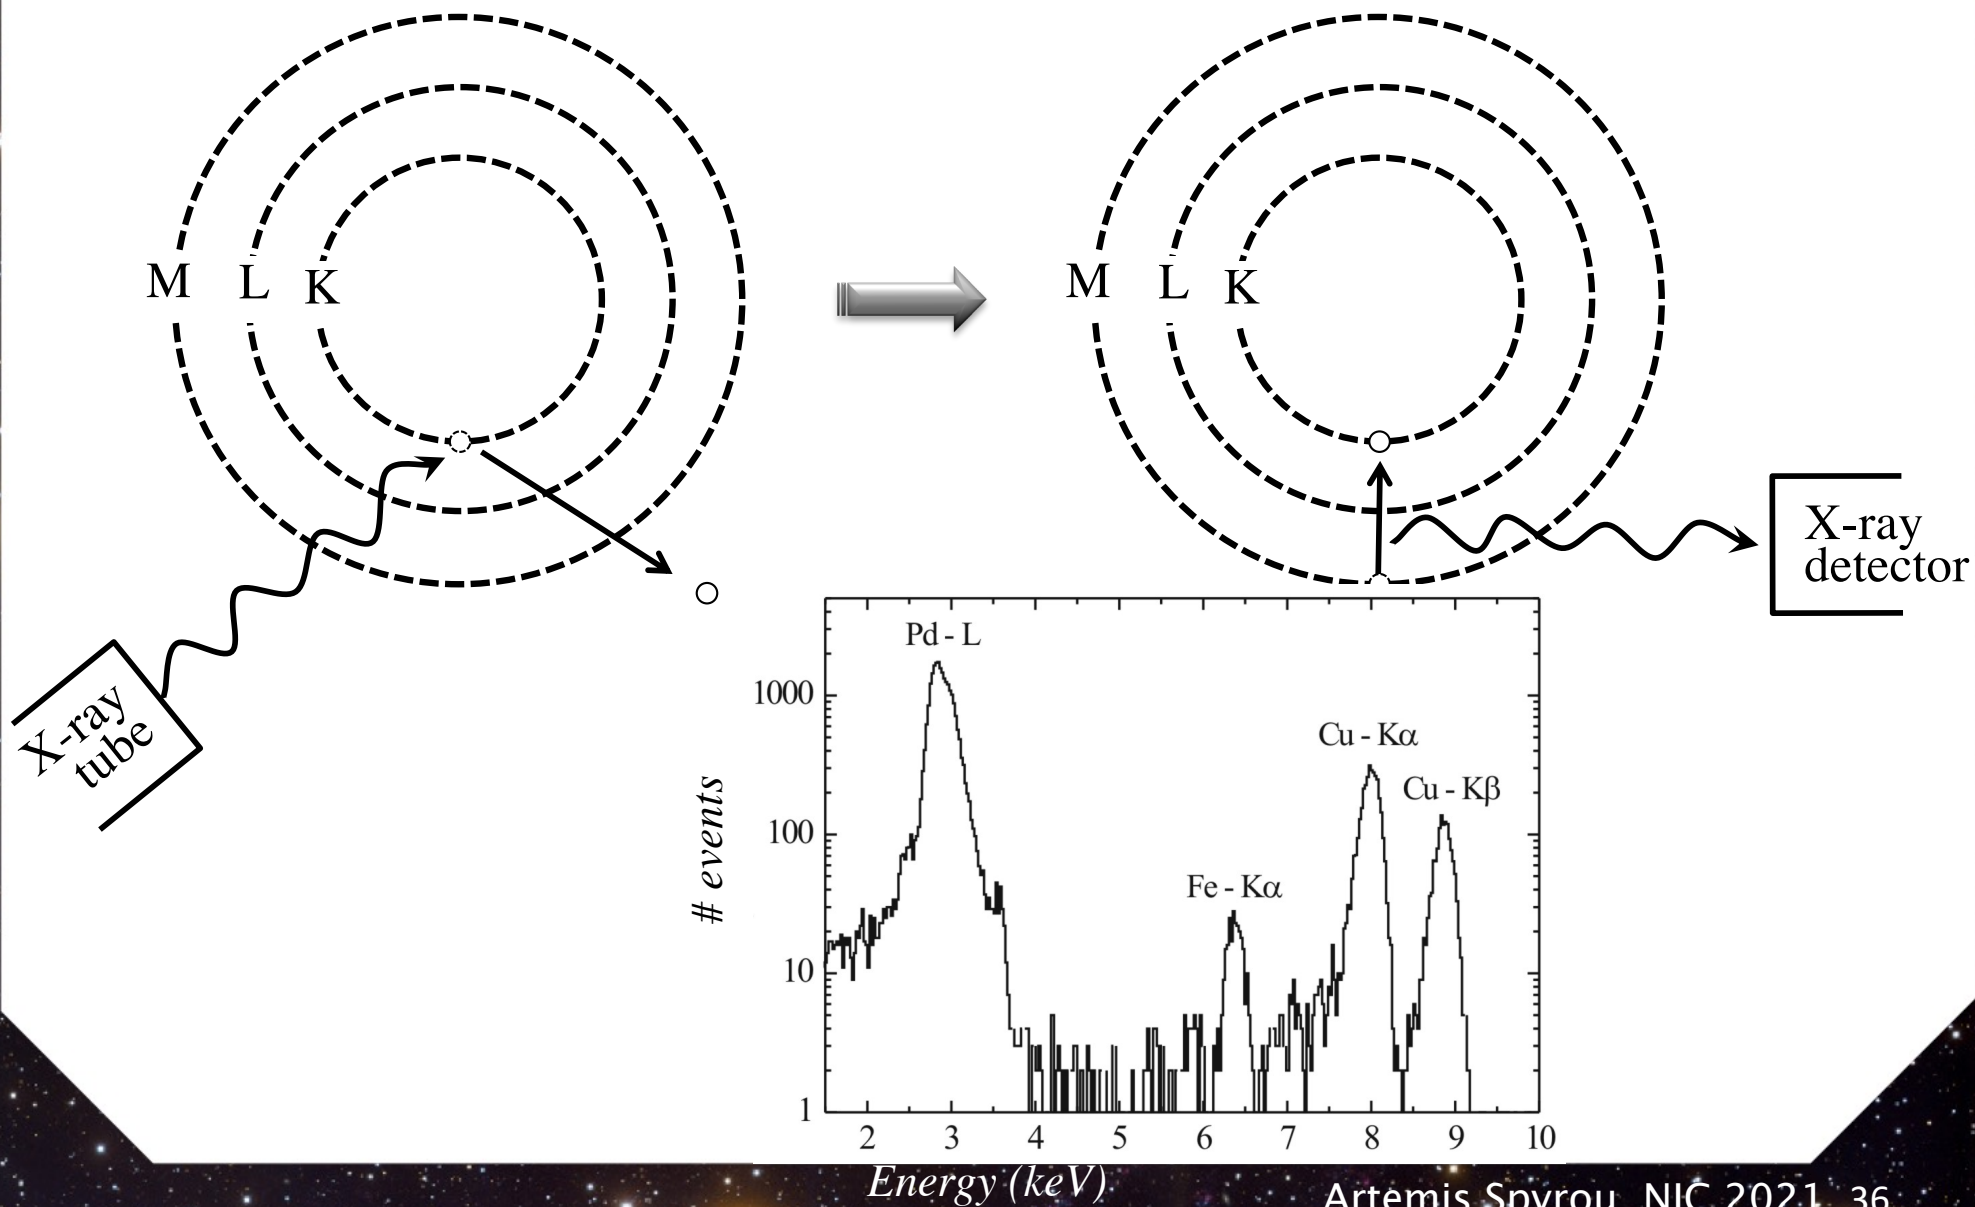 M L K
M L K
X-ray
tube
X-ray
detector
Pd - L
Cu - Kα
Cu - Kβ
Fe - Kα
# events
1000
100
10
1
2 3 4 5 6 7 8 9 10
Energy (keV)
Artemis Spyrou, NIC 2021, 36